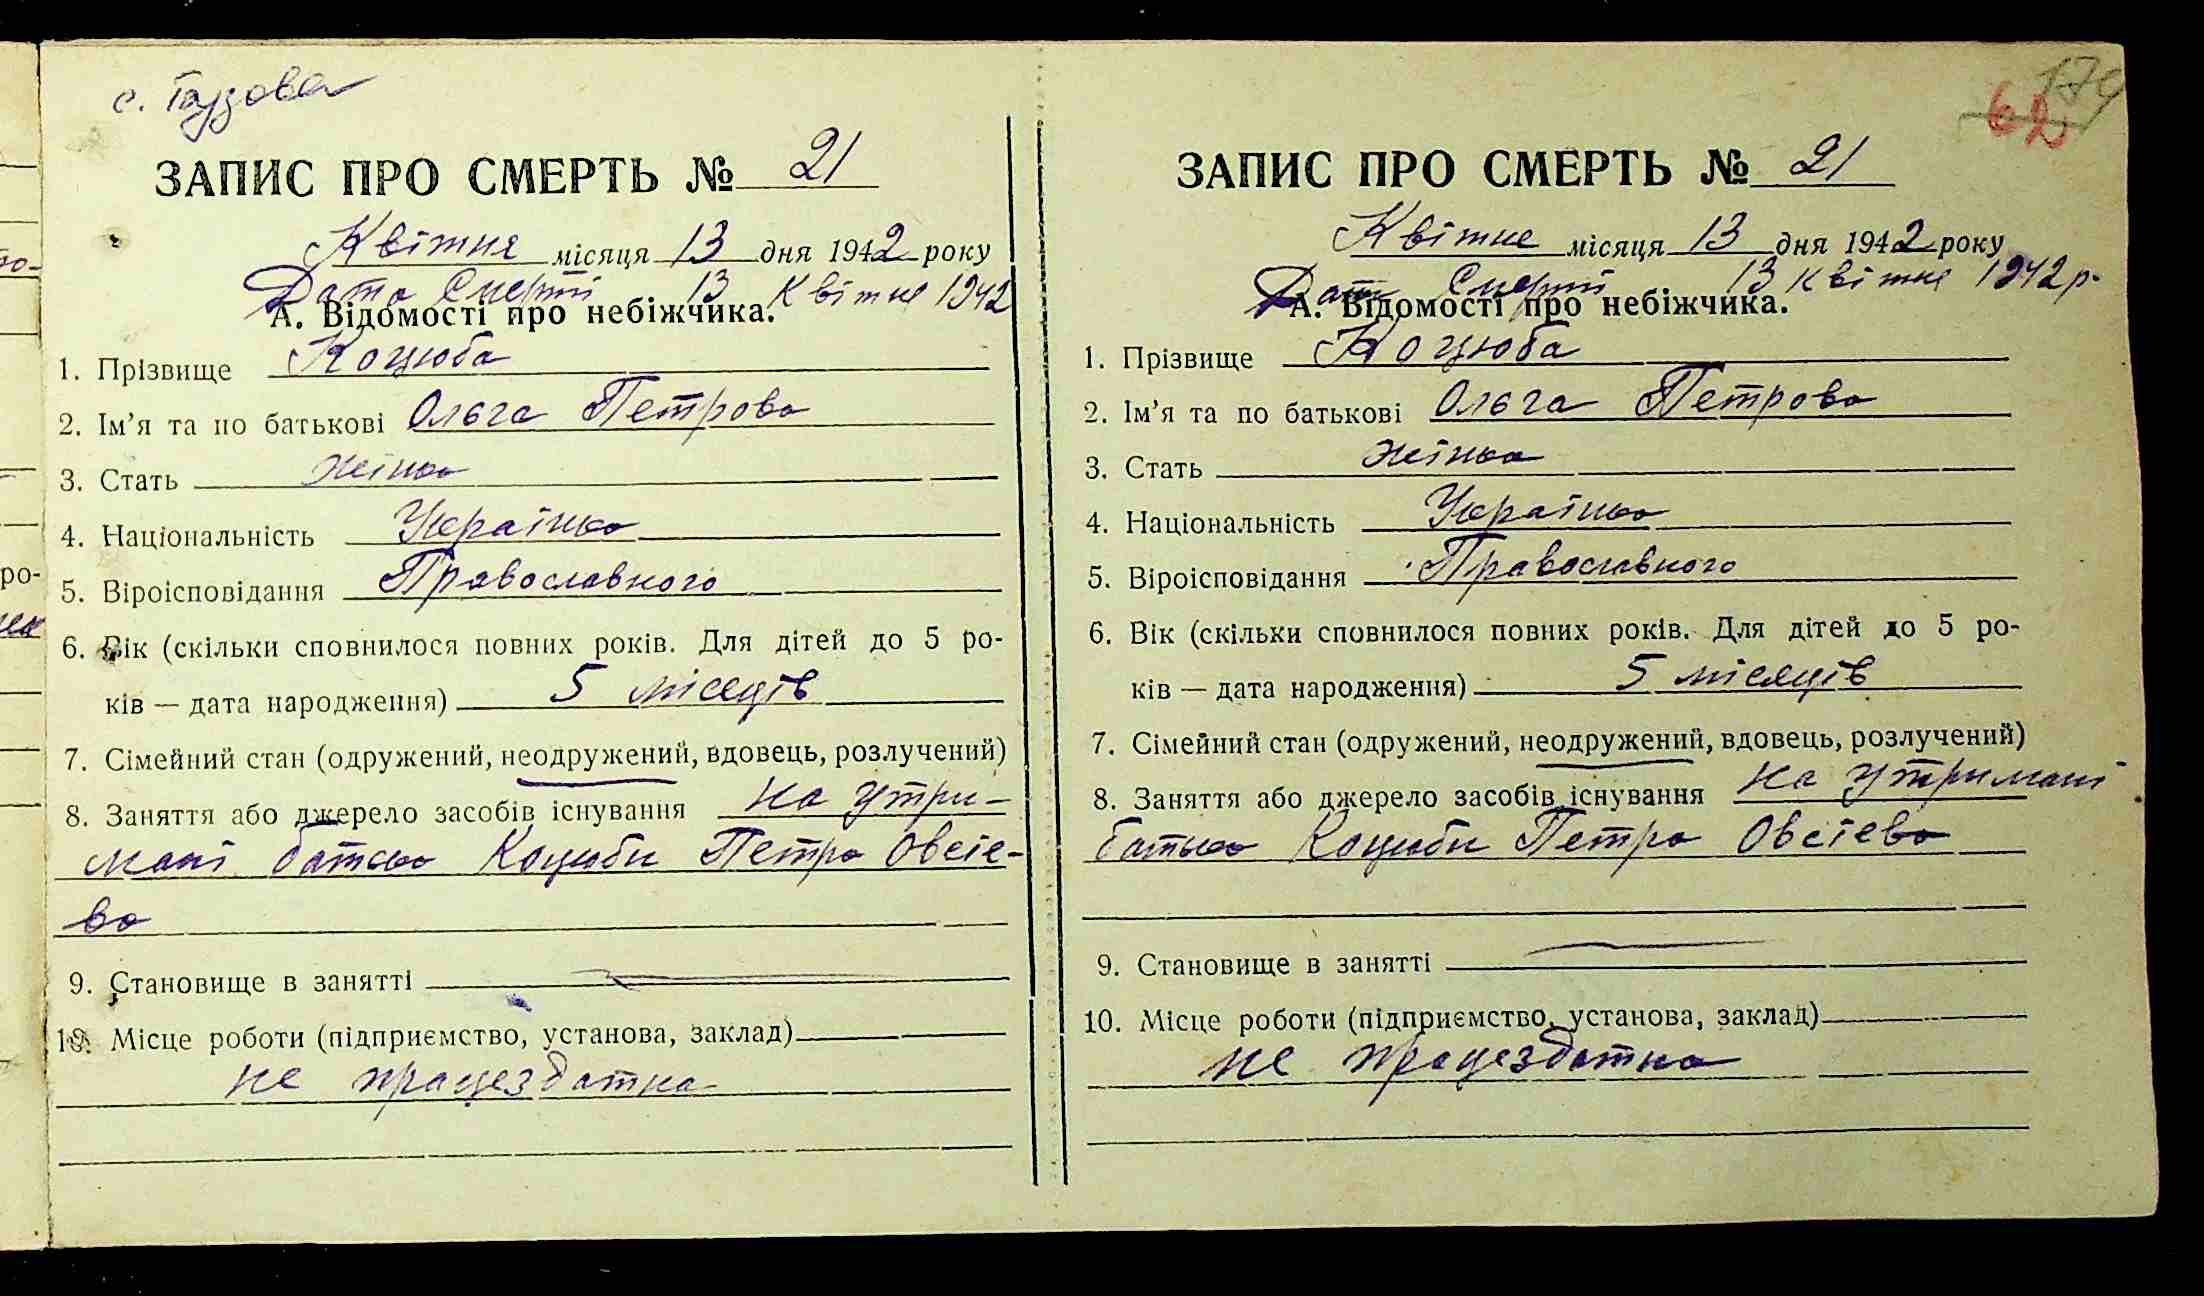 с. Гузова
ЗАПИС ПРО СМЕРТЬ № 21
Квітня місяця 13 дня 1942 року
Дата Смерті 13 Квітне 1942
А. Відомості про небіжчика.
1. Прізвище Коцюба
2. Ім'я та по батькові Ольга Петрова
3. Стать жінка
4. Національність Українка
5. Віроісповідання Православного
6. Вік (скільки сповнилося повних років. Для дітей до 5 ро-
ків — дата народження) 5 місеців
7. Сімейний стан (одружений, неодружений, вдовець, розлучений)
8. Заняття або джерело засобів існування на утри-
мані батька Коцюби Петра Овсіє-
ва
9. Становище в занятті
10. Місце роботи (підприємство, установа, заклад)
не працездатна
179
62
ЗАПИС ПРО СМЕРТЬ № 21
Квітне місяця 13 дня 1942 року
Дата Смерті 13 Квітне 1942 р.
А. Відомості про небіжчика.
1. Прізвище Коцюба
2. Ім'я та по батькові Ольга Петрова
3. Стать жінка
4. Національність Українка
5. Віроісповідання Православного
6. Вік (скільки сповнилося повних років. Для дітей до 5 ро-
ків — дата народження) 5 місяців
7. Сімейний стан (одружений, неодружений, вдовець, розлучений)
8. Заняття або джерело засобів існування на утримані
батька Коцюби Петра Овсієва
9. Становище в занятті
10. Місце роботи (підприємство, установа, заклад)
не працездатна